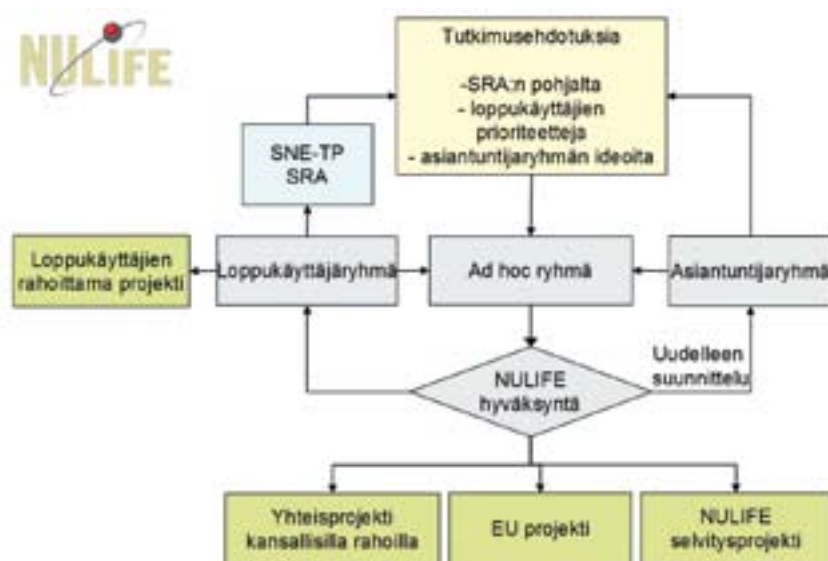 NULIFE
Tutkimusehdotuksia
-SRA:n pohjalta
- loppukäyttäjien
prioriteetteja
- asiantuntijaryhmän ideoita
SNE-TP
SRA
Loppukäyttäjien
rahoittama projekti
Loppukäyttäjäryhmä
Ad hoc ryhmä
Asiantuntijaryhmä
Uudelleen
suunnittelu
NULIFE
hyväksyntä
Yhteisprojekti
kansallisilla rahoilla
EU projekti
NULIFE
selvitysprojekti